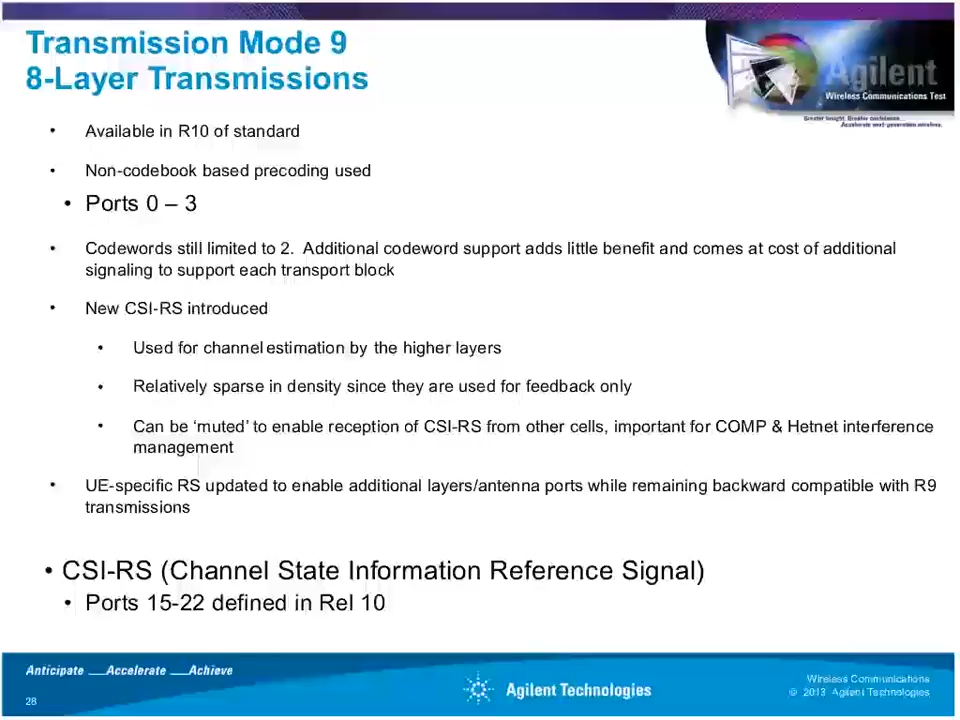 Transmission Mode 9
8-Layer Transmissions
Agilent
Wireless Communications Test
Greater insight. Greater confidence.
Accelerate next-generation wireless.
• Available in R10 of standard
• Non-codebook based precoding used
• Ports 0 – 3
• Codewords still limited to 2. Additional codeword support adds little benefit and comes at cost of additional
signaling to support each transport block
• New CSI-RS introduced
• Used for channel estimation by the higher layers
• Relatively sparse in density since they are used for feedback only
• Can be ‘muted’ to enable reception of CSI-RS from other cells, important for COMP & Hetnet interference
management
• UE-specific RS updated to enable additional layers/antenna ports while remaining backward compatible with R9
transmissions
• CSI-RS (Channel State Information Reference Signal)
• Ports 15-22 defined in Rel 10
Anticipate __Accelerate __Achieve
28
Agilent Technologies
Wireless Communications
© 2013 Agilent Technologies